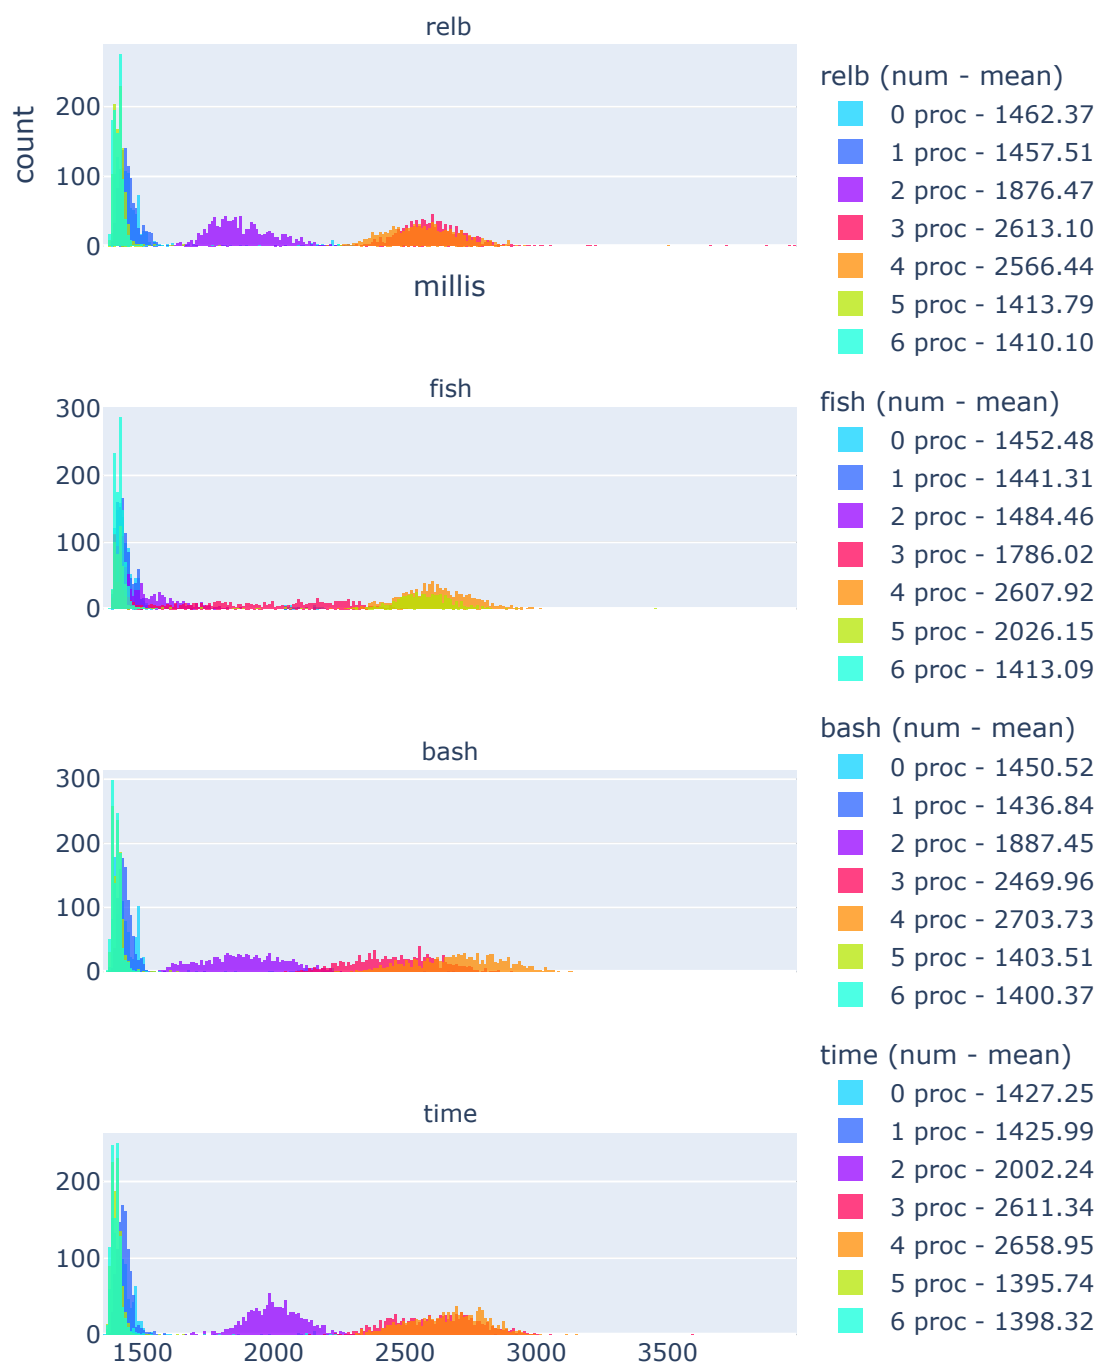 relb
200
100
0
count
millis
relb (num - mean)
0 proc - 1462.37
1 proc - 1457.51
2 proc - 1876.47
3 proc - 2613.10
4 proc - 2566.44
5 proc - 1413.79
6 proc - 1410.10
fish
300
200
100
0
fish (num - mean)
0 proc - 1452.48
1 proc - 1441.31
2 proc - 1484.46
3 proc - 1786.02
4 proc - 2607.92
5 proc - 2026.15
6 proc - 1413.09
bash
300
200
100
0
bash (num - mean)
0 proc - 1450.52
1 proc - 1436.84
2 proc - 1887.45
3 proc - 2469.96
4 proc - 2703.73
5 proc - 1403.51
6 proc - 1400.37
time
200
100
0
1500 2000 2500 3000 3500
time (num - mean)
0 proc - 1427.25
1 proc - 1425.99
2 proc - 2002.24
3 proc - 2611.34
4 proc - 2658.95
5 proc - 1395.74
6 proc - 1398.32